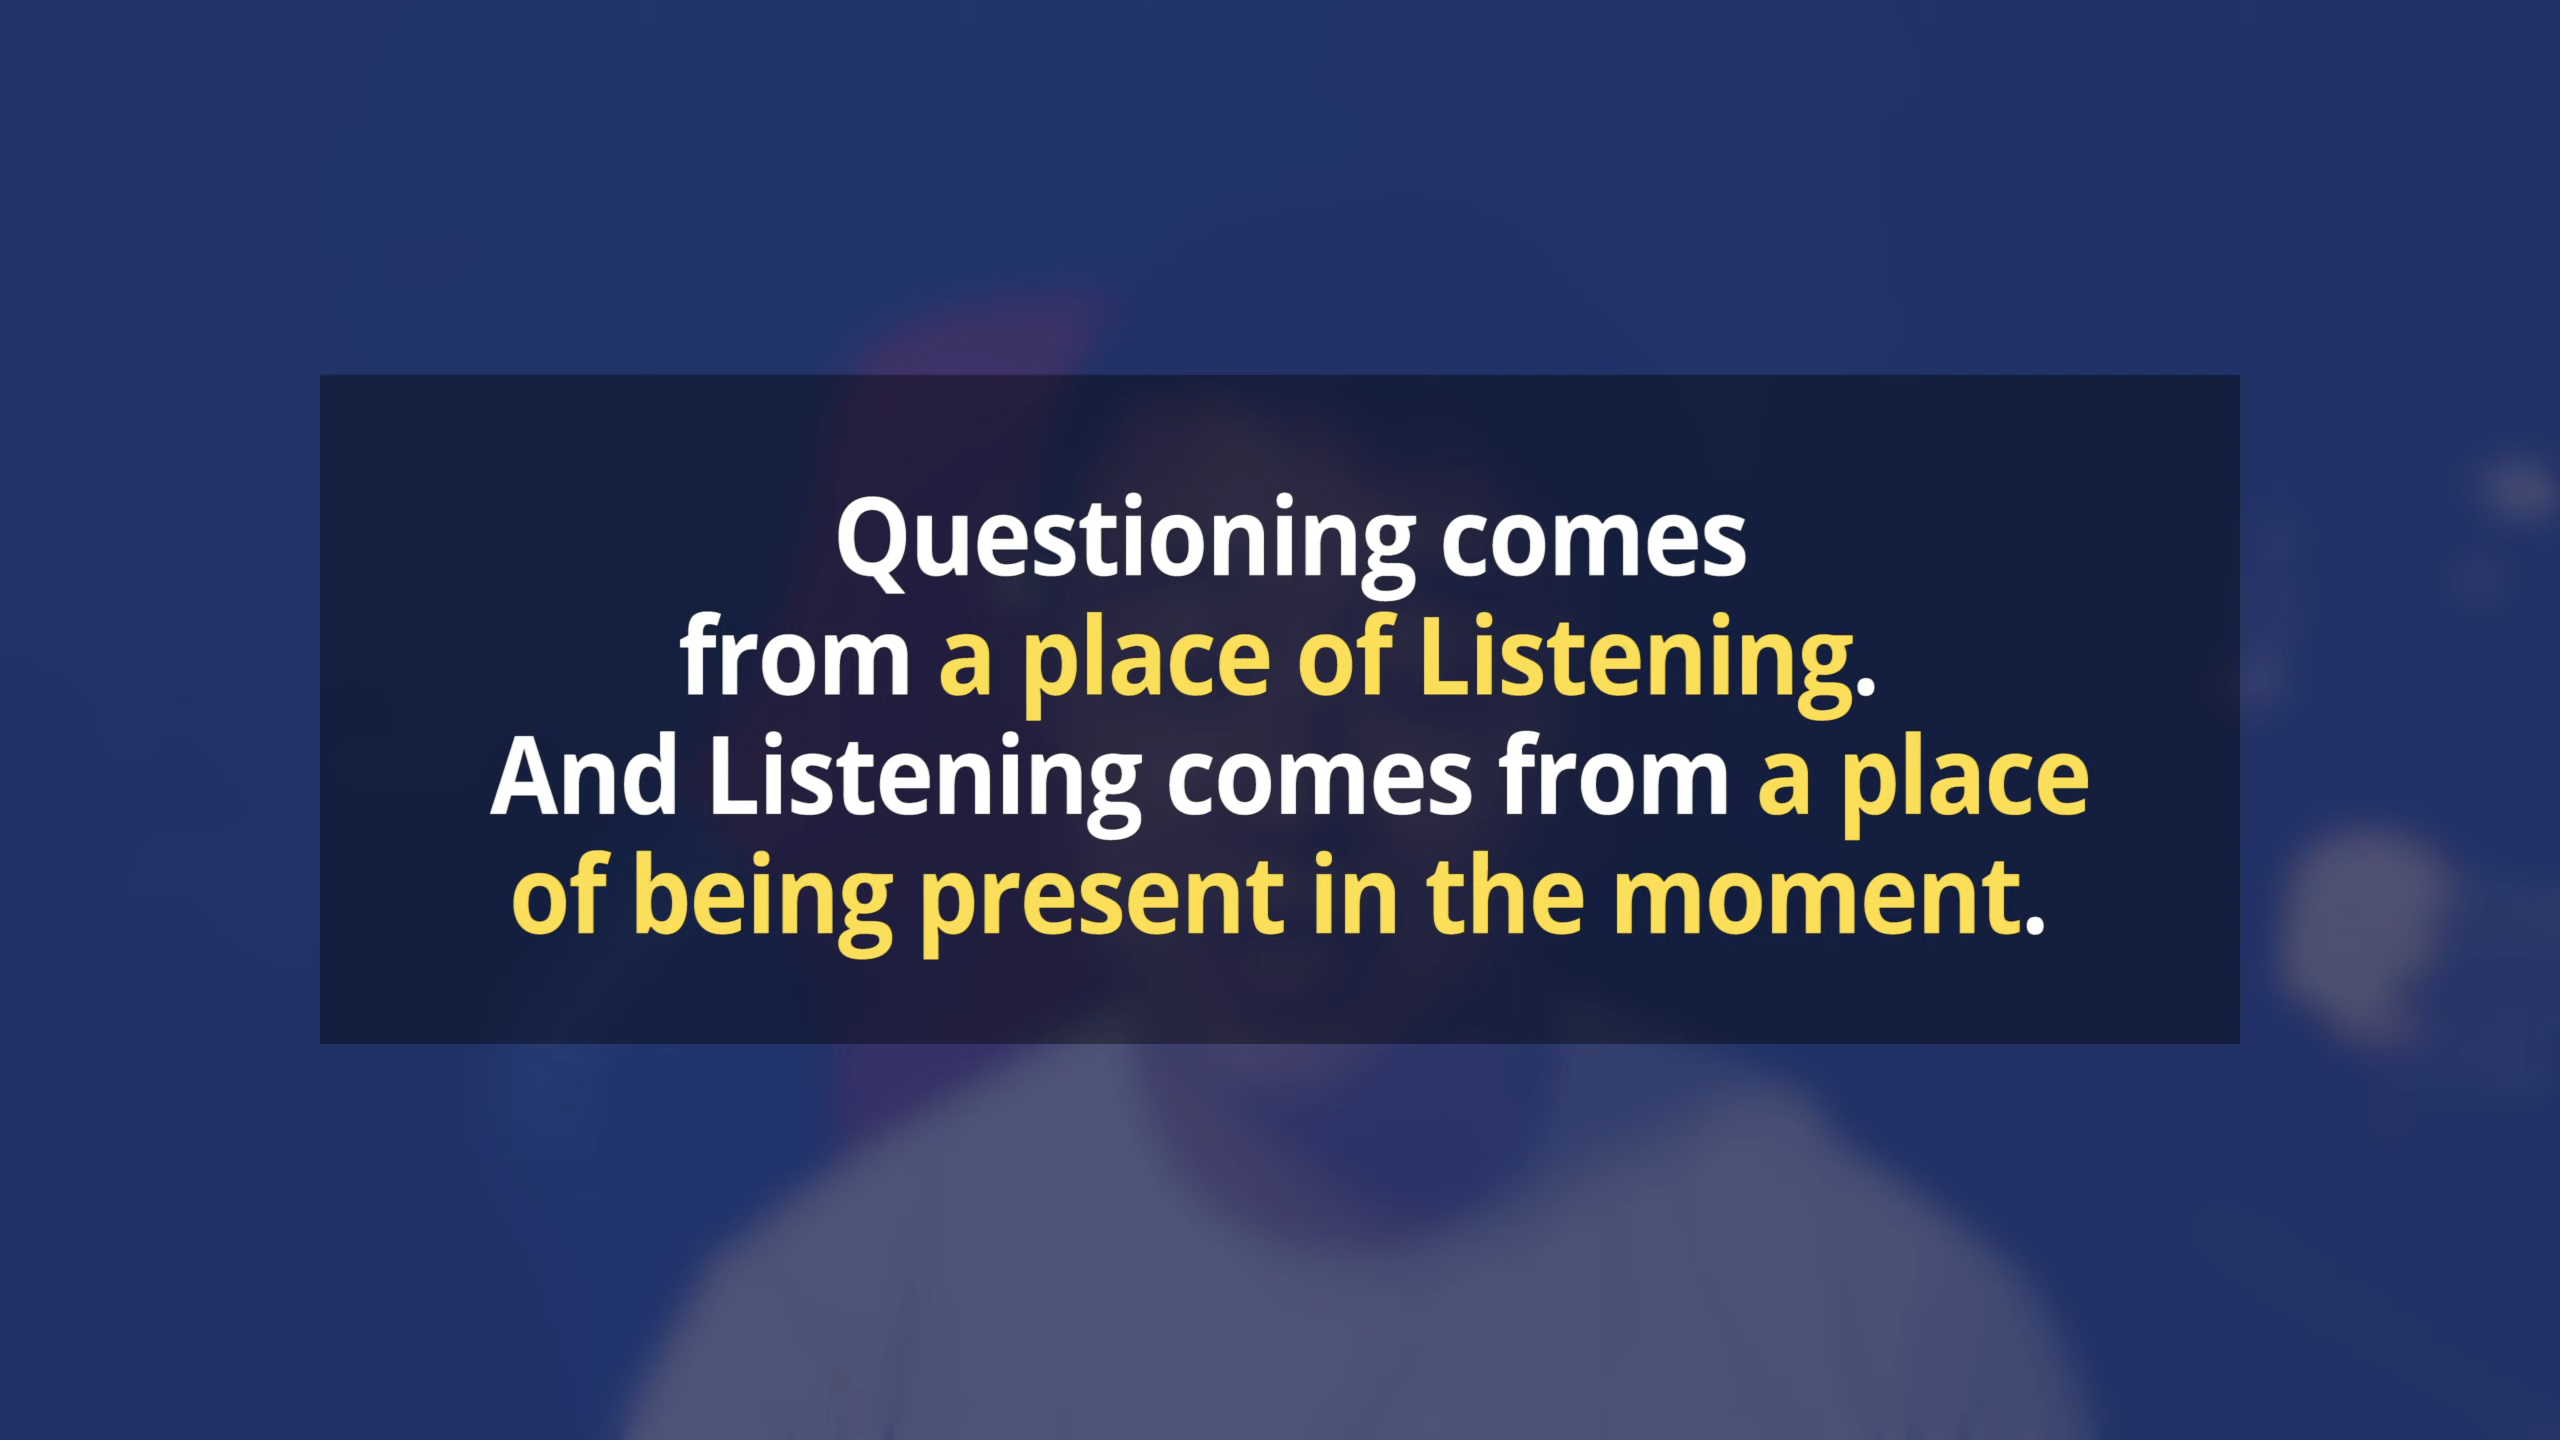 Questioning comes
from a place of Listening.
And Listening comes from a place
of being present in the moment.